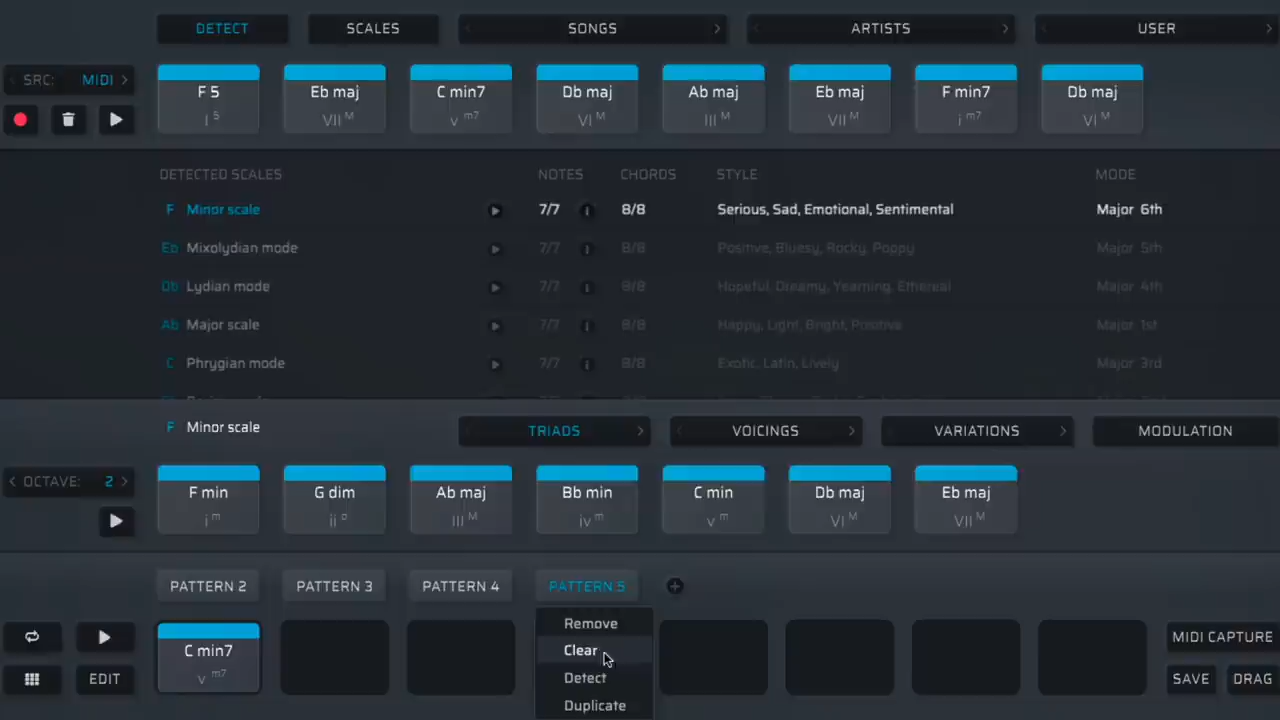 DETECT SCALES SONGS ARTISTS USER
SRC: MIDI
F 5 Eb maj C min7 Db maj Ab maj Eb maj F min7 Db maj
I 5 VII M v m7 VI M III M VII M i m7 VI M
DETECTED SCALES NOTES CHORDS STYLE MODE
F Minor scale 7/7 i 8/8 Serious, Sad, Emotional, Sentimental Major 6th
Eb Mixolydian mode 7/7 i 8/8 Positive, Bluesy, Rocky, Poppy Major 5th
Db Lydian mode 7/7 i 8/8 Hopeful, Dreamy, Yearning, Ethereal Major 4th
Ab Major scale 7/7 i 8/8 Happy, Light, Bright, Positive Major 1st
C Phrygian mode 7/7 i 8/8 Exotic, Latin, Lively Major 3rd
F Minor scale TRIADS VOICINGS VARIATIONS MODULATION
OCTAVE: 2
F min G dim Ab maj Bb min C min Db maj Eb maj
i m ii o III M iv m v m VI M VII M
PATTERN 2 PATTERN 3 PATTERN 4 PATTERN 5
Remove
MIDI CAPTURE
C min7 Clear
v m7 Detect
EDIT SAVE DRAG
Duplicate